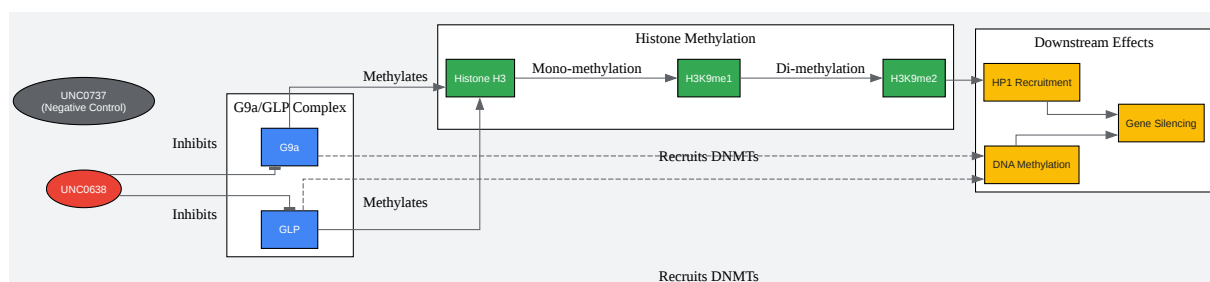 UNC0737
(Negative Control)
UNC0638
Inhibits
Inhibits
G9a/GLP Complex
G9a
GLP
Methylates
Methylates
Histone Methylation
Histone H3
Mono-methylation
H3K9me1
Di-methylation
H3K9me2
Recruits DNMTs
Recruits DNMTs
Downstream Effects
HP1 Recruitment
Gene Silencing
DNA Methylation